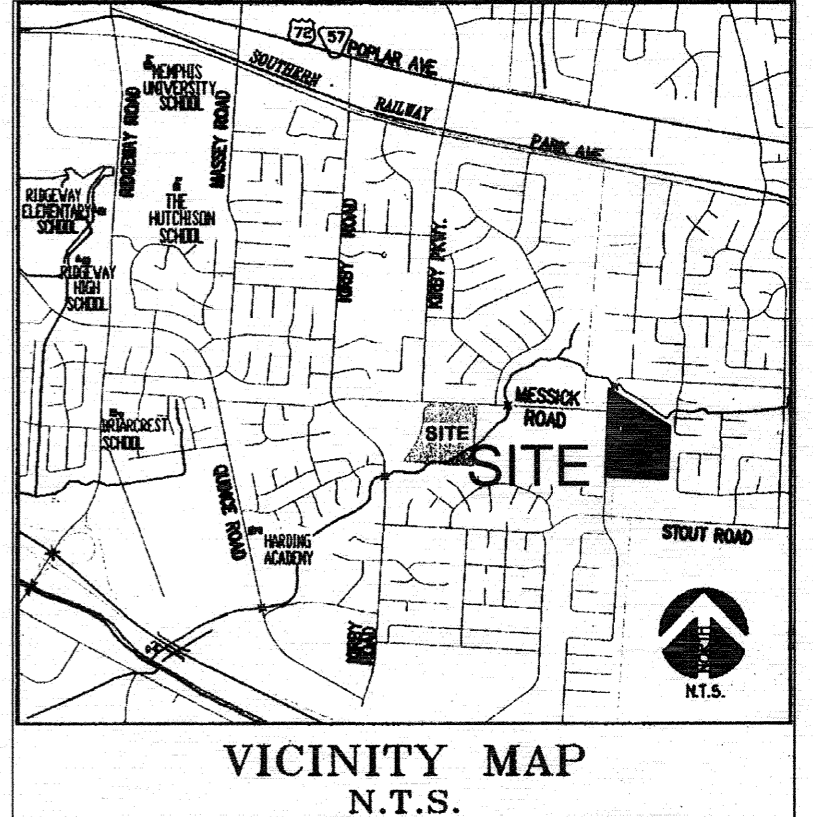 72
57
POPLAR AVE.
SOUTHERN
RAILWAY
PARK AVE.
MEMPHIS
UNIVERSITY
SCHOOL
RIDGEWAY ROAD
MASSEY ROAD
RIDGEWAY
ELEMENTARY
SCHOOL
THE
HUTCHISON
SCHOOL
KIRBY ROAD
KIRBY PKWY.
RIDGEWAY
HIGH
SCHOOL
MESSICK
ROAD
BRIARCREST
SCHOOL
SITE
SITE
QUINCE ROAD
HARDING
ACADEMY
STOUT ROAD
KIRBY
ROAD
NORTH
N.T.S.
VICINITY MAP
N.T.S.